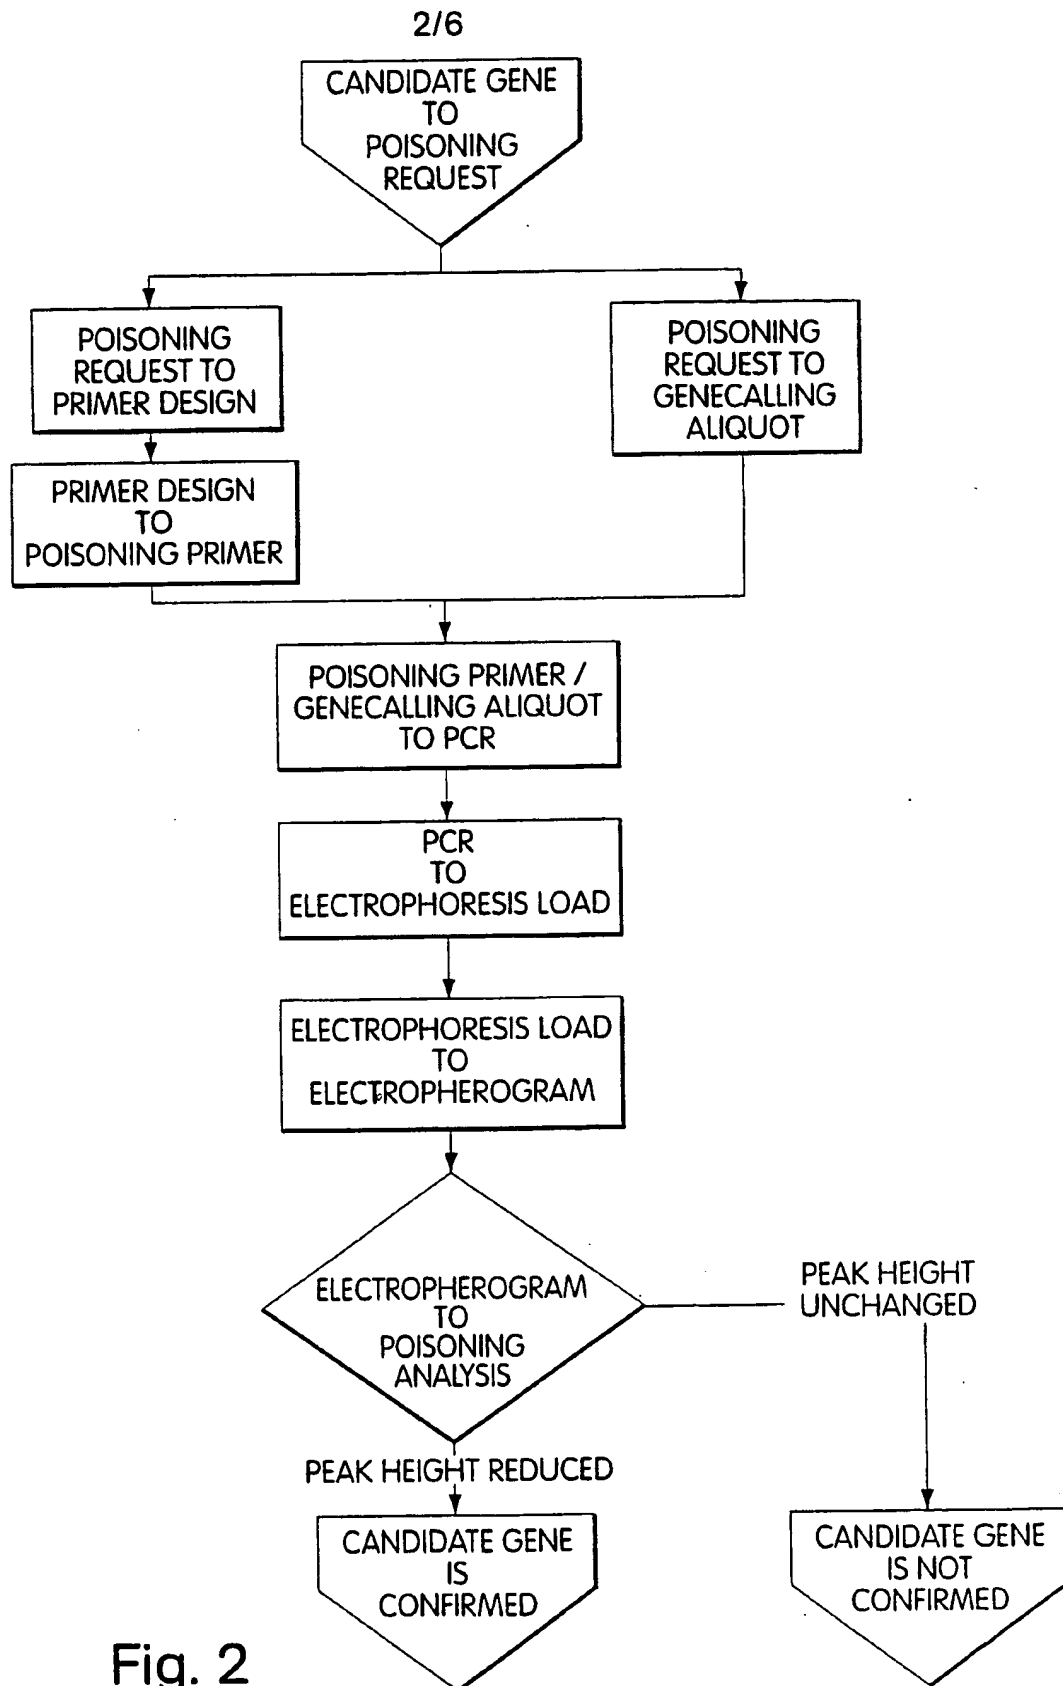 2/6
CANDIDATE GENE
TO
POISONING
REQUEST
POISONING
REQUEST TO
PRIMER DESIGN
POISONING
REQUEST TO
GENECALLING
ALIQUOT
PRIMER DESIGN
TO
POISONING PRIMER
POISONING PRIMER /
GENECALLING ALIQUOT
TO PCR
PCR
TO
ELECTROPHORESIS LOAD
ELECTROPHORESIS LOAD
TO
ELECTROPHEROGRAM
ELECTROPHEROGRAM
TO
POISONING
ANALYSIS
PEAK HEIGHT
UNCHANGED
PEAK HEIGHT REDUCED
CANDIDATE GENE
IS
CONFIRMED
CANDIDATE GENE
IS NOT
CONFIRMED
Fig. 2